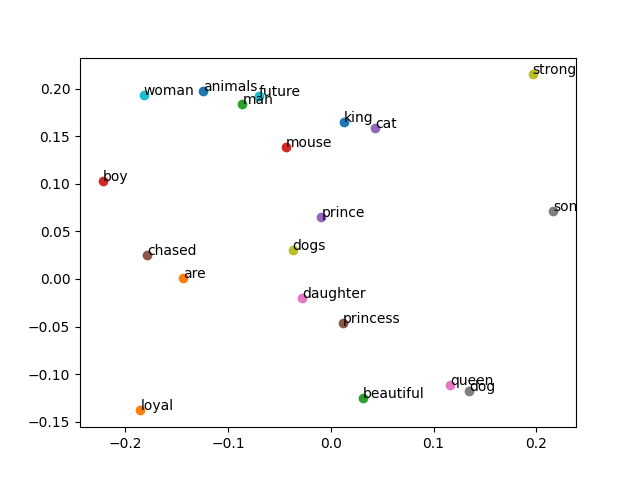 strong
0.20
woman
animals
future
man
0.15
king
cat
mouse
0.10
boy
son
prince
0.05
dogs
chased
0.00
are
daughter
princess
−0.05
−0.10
queen
dog
beautiful
loyal
−0.15
−0.2
−0.1
0.0
0.1
0.2